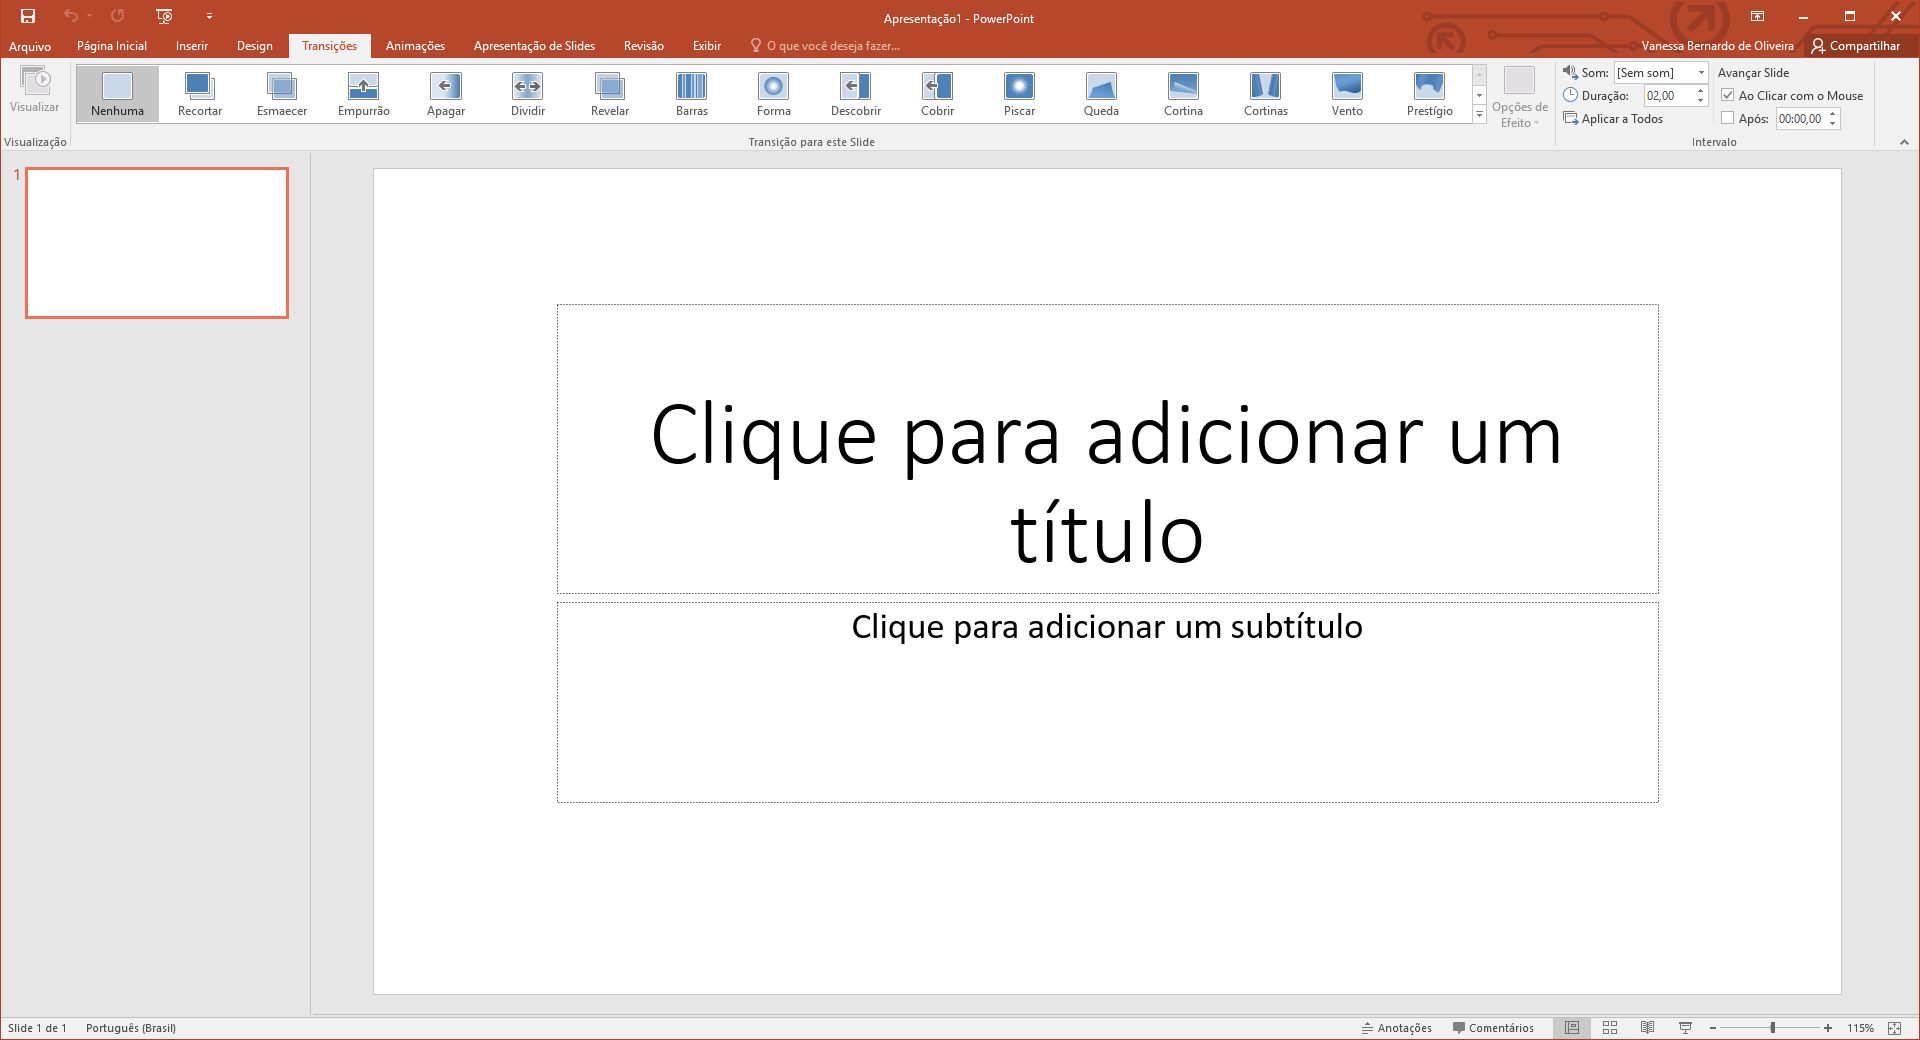 Apresentação1 - PowerPoint
Arquivo Página Inicial Inserir Design Transições Animações Apresentação de Slides Revisão Exibir O que você deseja fazer... Vanessa Bernardo de Oliveira Compartilhar
Visualizar
Nenhuma Recortar Esmaecer Empurrão Apagar Dividir Revelar Barras Forma Descobrir Cobrir Piscar Queda Cortina Cortinas Vento Prestígio
Opções de
Efeito
Som: [Sem som]
Duração: 02,00
Aplicar a Todos
Avançar Slide
Ao Clicar com o Mouse
Após: 00:00,00
Visualização Transição para este Slide Intervalo
1
Clique para adicionar um
título
Clique para adicionar um subtítulo
Slide 1 de 1 Português (Brasil) Anotações Comentários 115%